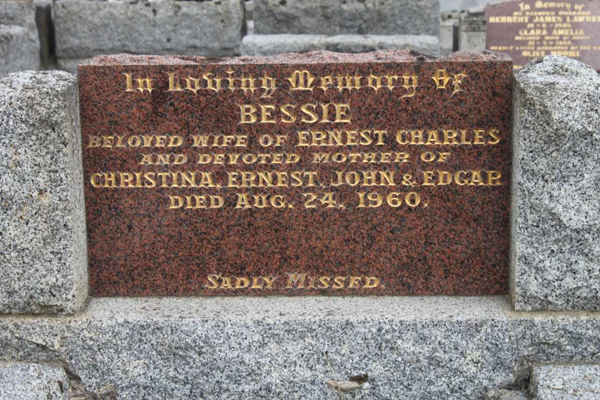 In Loving Memory of
BESSIE
BELOVED WIFE OF ERNEST CHARLES
AND DEVOTED MOTHER OF
CHRISTINA, ERNEST, JOHN & EDGAR
DIED AUG. 24, 1960.
SADLY MISSED.
In Memory of
HERBERT JAMES
CLARA AMELIA